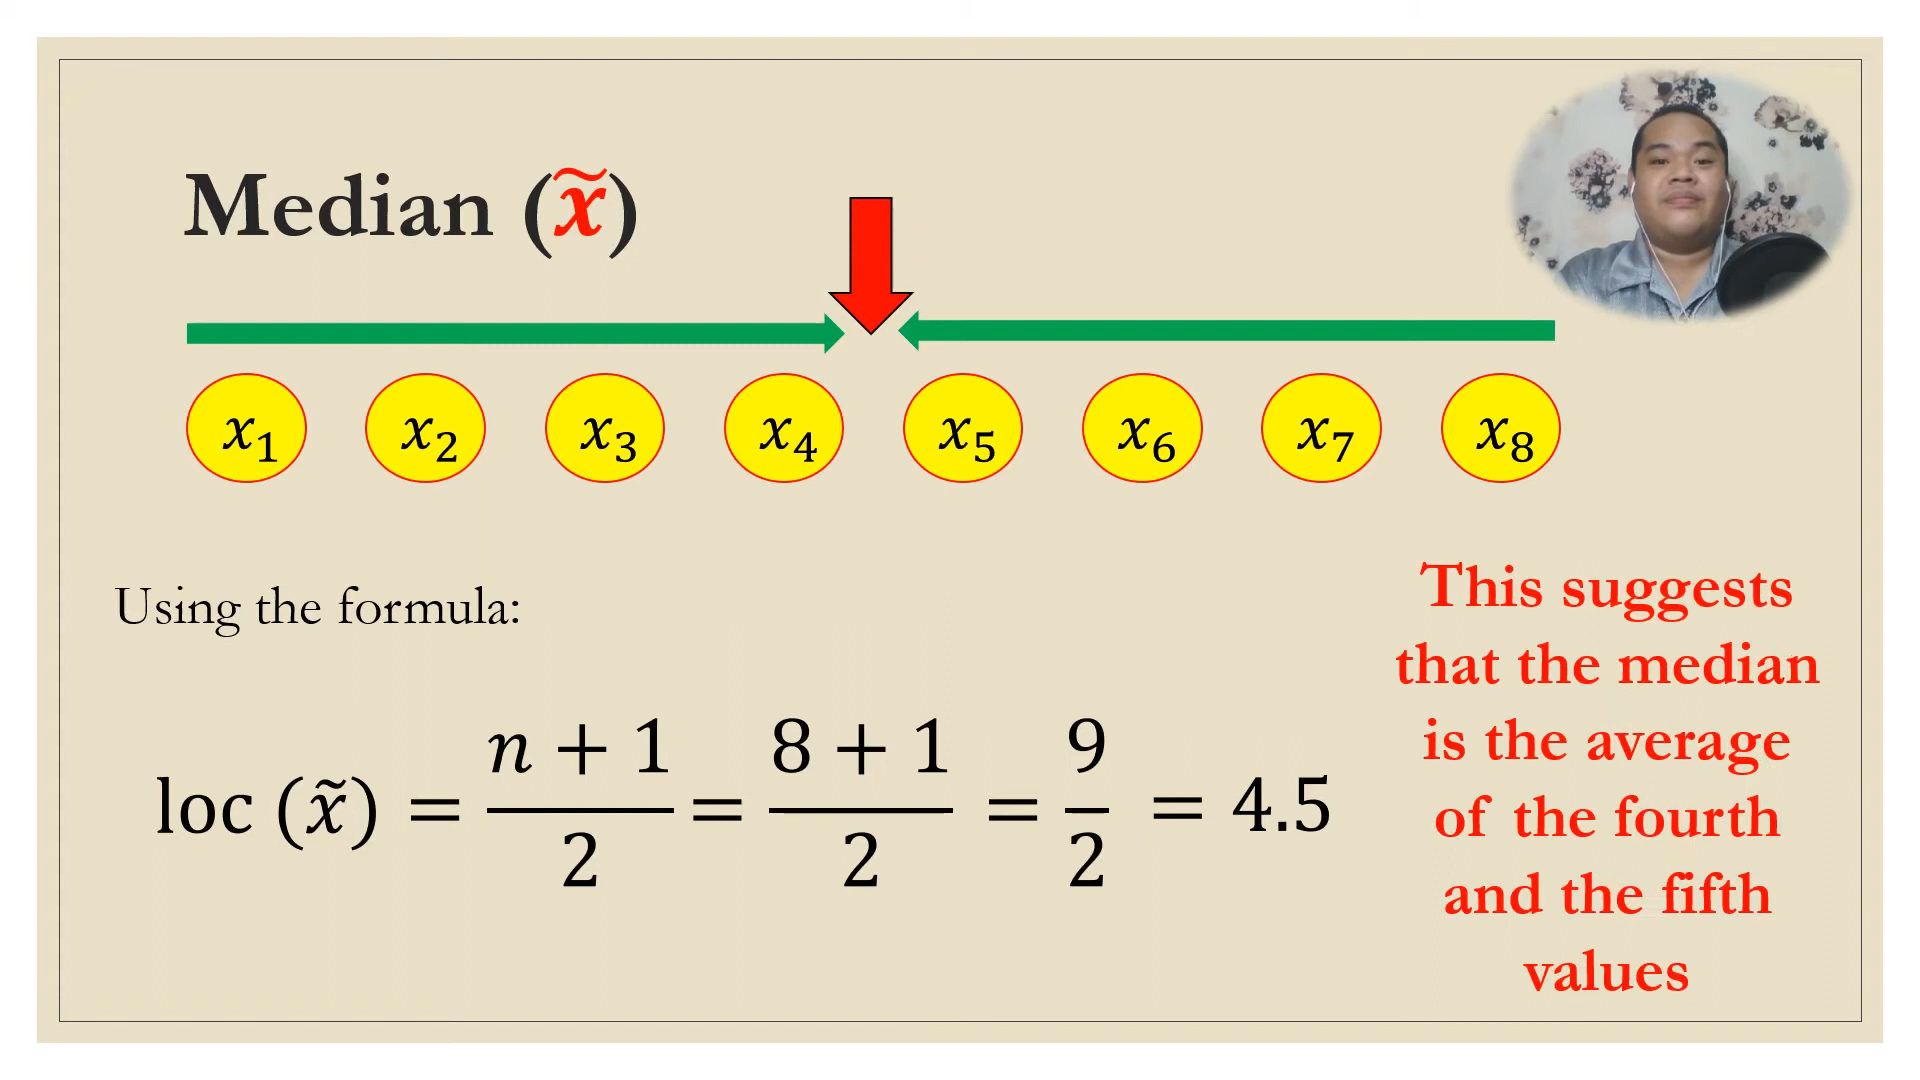 Median (x̃)
x₁ x₂ x₃ x₄ x₅ x₆ x₇ x₈
Using the formula:
loc (x̃) = (n + 1)/2 = (8 + 1)/2 = 9/2 = 4.5
This suggests
that the median
is the average
of the fourth
and the fifth
values